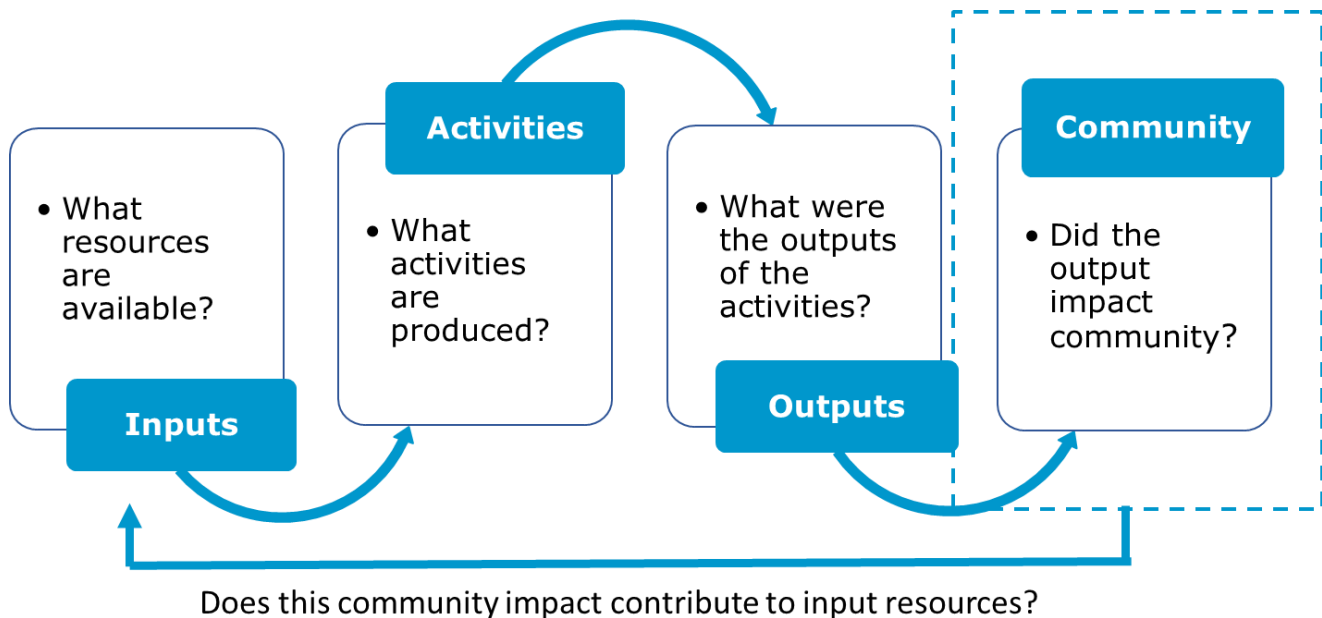 • What
resources
are
available?
Inputs
Activities
• What
activities
are
produced?
• What were
the outputs
of the
activities?
Outputs
Community
• Did the
output
impact
community?
Does this community impact contribute to input resources?